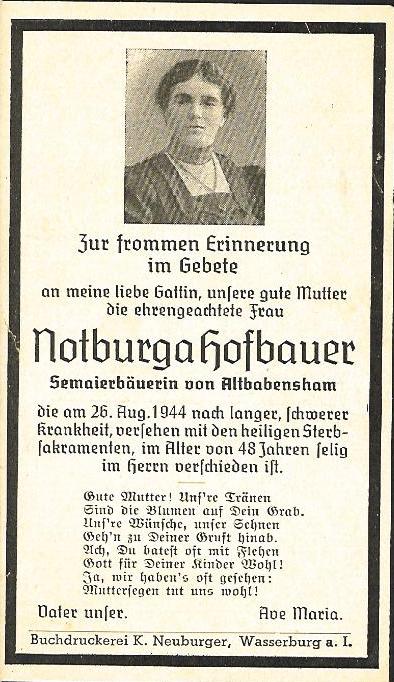 Zur frommen Erinnerung
im Gebete
an meine liebe Gattin, unsere gute Mutter
die ehrengeachtete Frau
Notburga Hofbauer
Semaierbäuerin von Altbabensham
die am 26. Aug. 1944 nach langer, schwerer
Krankheit, versehen mit den heiligen Sterb-
sakramenten, im Alter von 48 Jahren selig
im Herrn verschieden ist.
Gute Mutter! Uns're Tränen
Sind die Blumen auf Dein Grab.
Uns're Wünsche, unser Sehnen
Geh'n zu Deiner Gruft hinab.
Ach, Du batest oft mit Flehen
Gott für Deiner Kinder Wohl!
Ja, wir haben's oft gesehen:
Muttersegen tut uns wohl!
Vater unser. Ave Maria.
Buchdruckerei K. Neuburger, Wasserburg a. I.